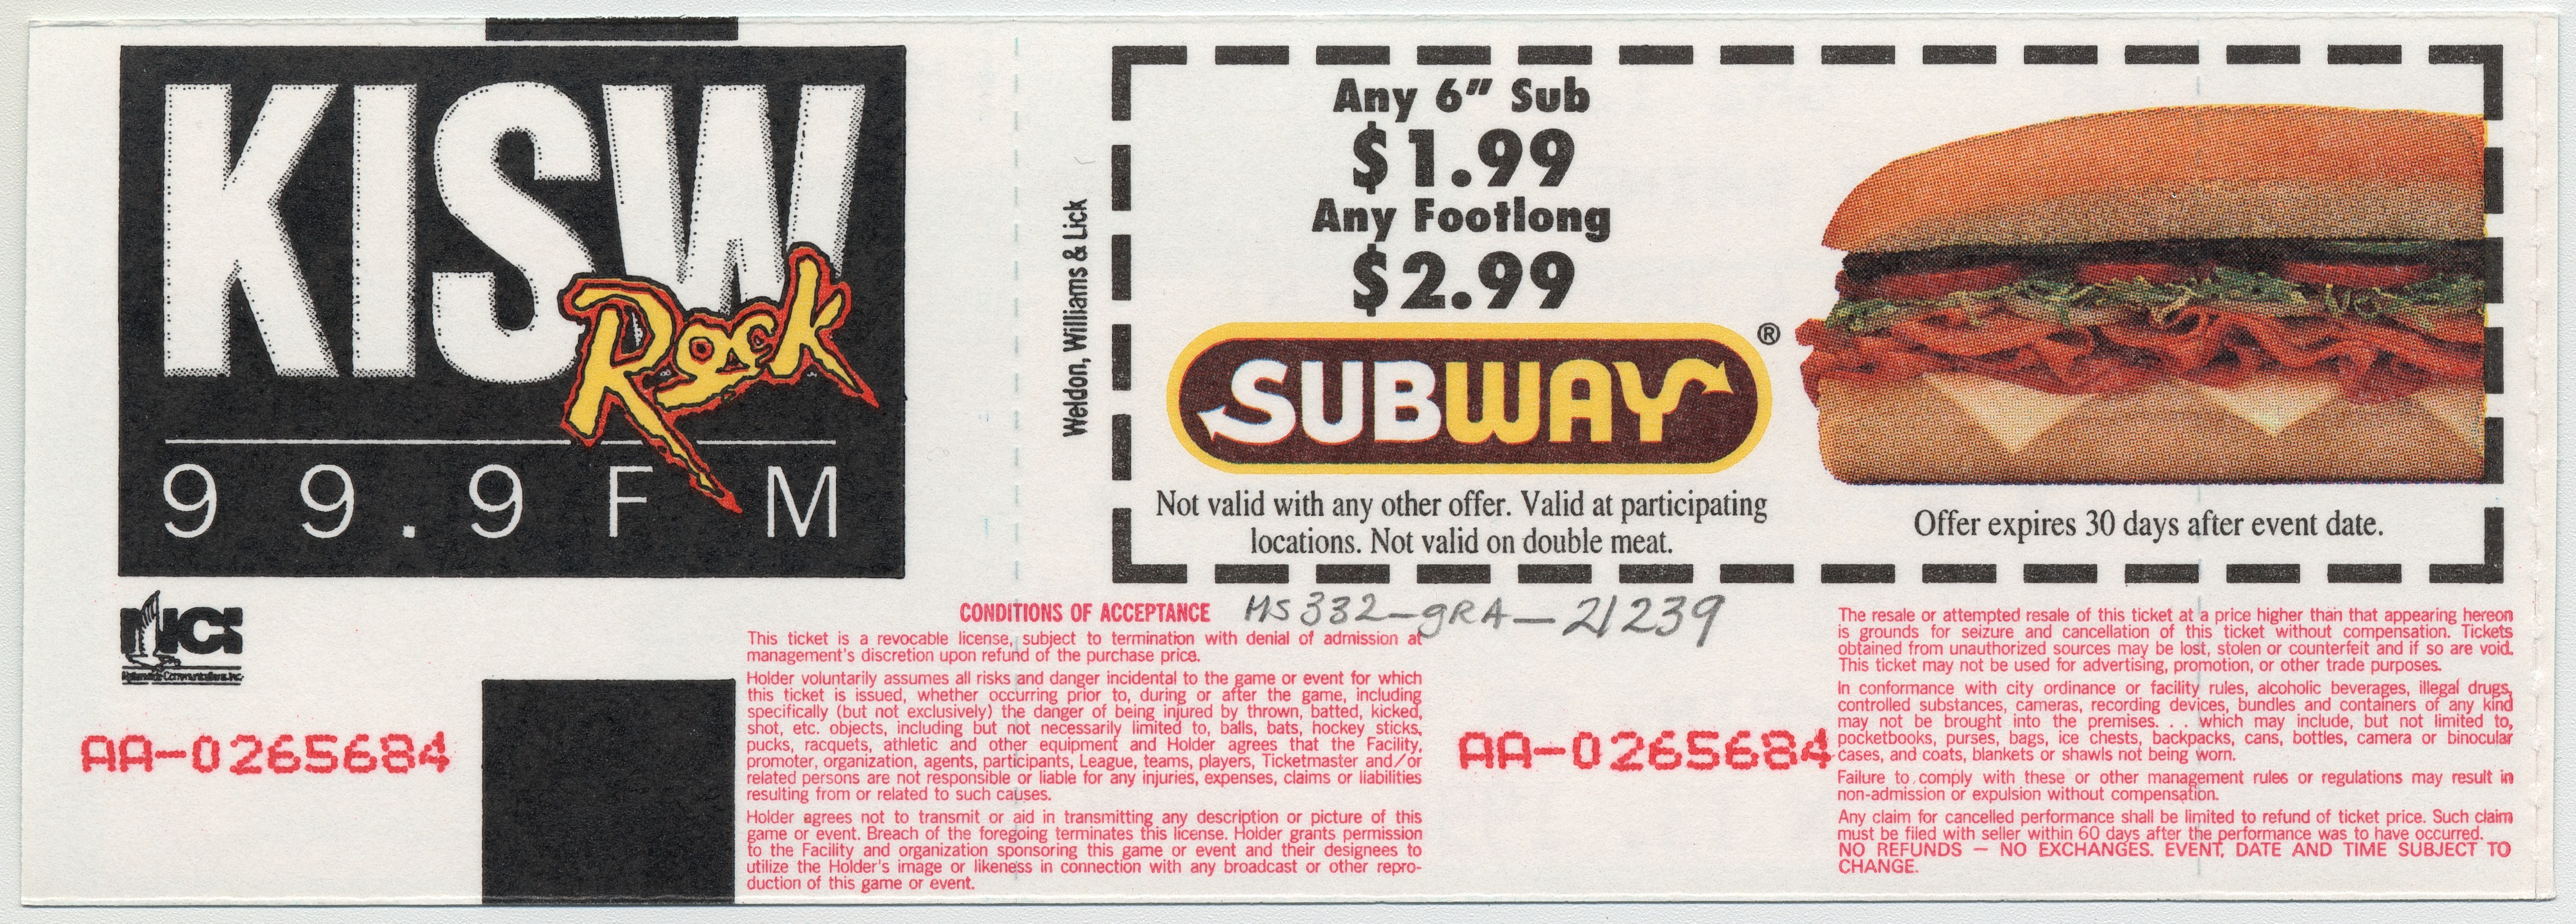 KISW
Rock
99.9 FM
NCI
Nationwide Communications Inc.
AA-0265684
Weldon, Williams & Lick
Any 6" Sub
$1.99
Any Footlong
$2.99
SUBWAY®
Not valid with any other offer. Valid at participating
locations. Not valid on double meat.
Offer expires 30 days after event date.
CONDITIONS OF ACCEPTANCE
MS332-gRA-21239
This ticket is a revocable license, subject to termination with denial of admission at
management's discretion upon refund of the purchase price.
Holder voluntarily assumes all risks and danger incidental to the game or event for which
this ticket is issued, whether occurring prior to, during or after the game, including
specifically (but not exclusively) the danger of being injured by thrown, batted, kicked,
shot, etc. objects, including but not necessarily limited to, balls, bats, hockey sticks,
pucks, racquets, athletic and other equipment and Holder agrees that the Facility,
promoter, organization, agents, participants, League, teams, players, Ticketmaster and/or
related persons are not responsible or liable for any injuries, expenses, claims or liabilities
resulting from or related to such causes.
Holder agrees not to transmit or aid in transmitting any description or picture of this
game or event. Breach of the foregoing terminates this license. Holder grants permission
to the Facility and organization sponsoring this game or event and their designees to
utilize the Holder's image or likeness in connection with any broadcast or other repro-
duction of this game or event.
AA-0265684
The resale or attempted resale of this ticket at a price higher than that appearing hereon
is grounds for seizure and cancellation of this ticket without compensation. Tickets
obtained from unauthorized sources may be lost, stolen or counterfeit and if so are void.
This ticket may not be used for advertising, promotion, or other trade purposes.
In conformance with city ordinance or facility rules, alcoholic beverages, illegal drugs,
controlled substances, cameras, recording devices, bundles and containers of any kind
may not be brought into the premises. . . which may include, but not limited to,
pocketbooks, purses, bags, ice chests, backpacks, cans, bottles, camera or binocular
cases, and coats, blankets or shawls not being worn.
Failure to comply with these or other management rules or regulations may result in
non-admission or expulsion without compensation.
Any claim for cancelled performance shall be limited to refund of ticket price. Such claim
must be filed with seller within 60 days after the performance was to have occurred.
NO REFUNDS — NO EXCHANGES. EVENT, DATE AND TIME SUBJECT TO
CHANGE.